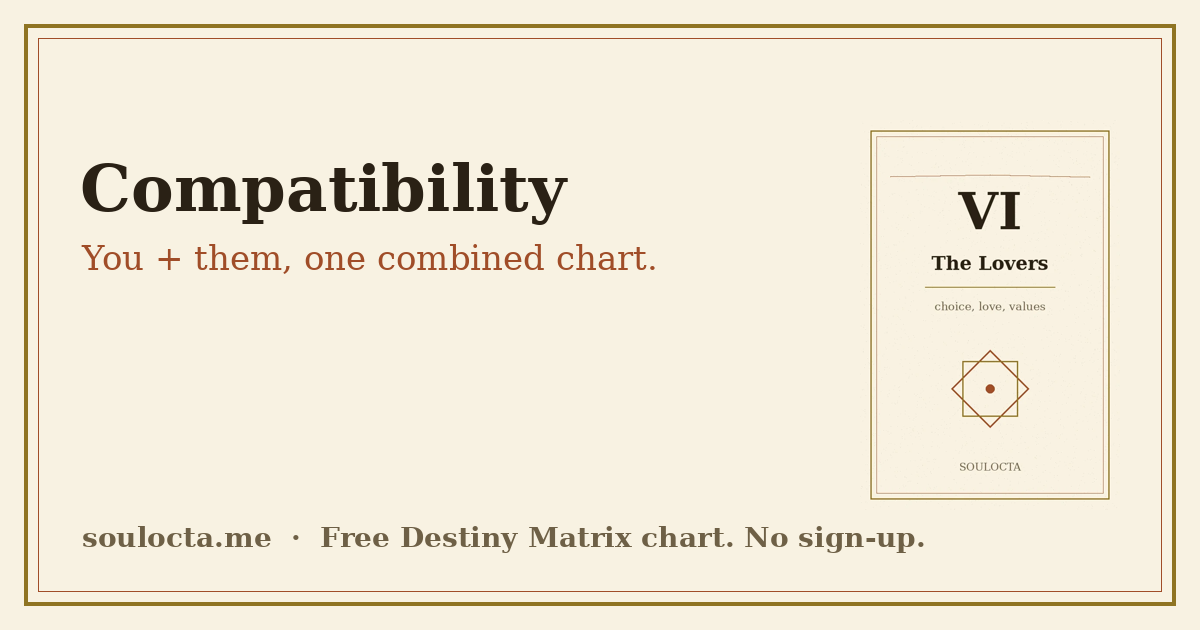 Compatibility
You + them, one combined chart.
VI
The Lovers
choice, love, values
SOULOCTA
soulocta.me · Free Destiny Matrix chart. No sign-up.